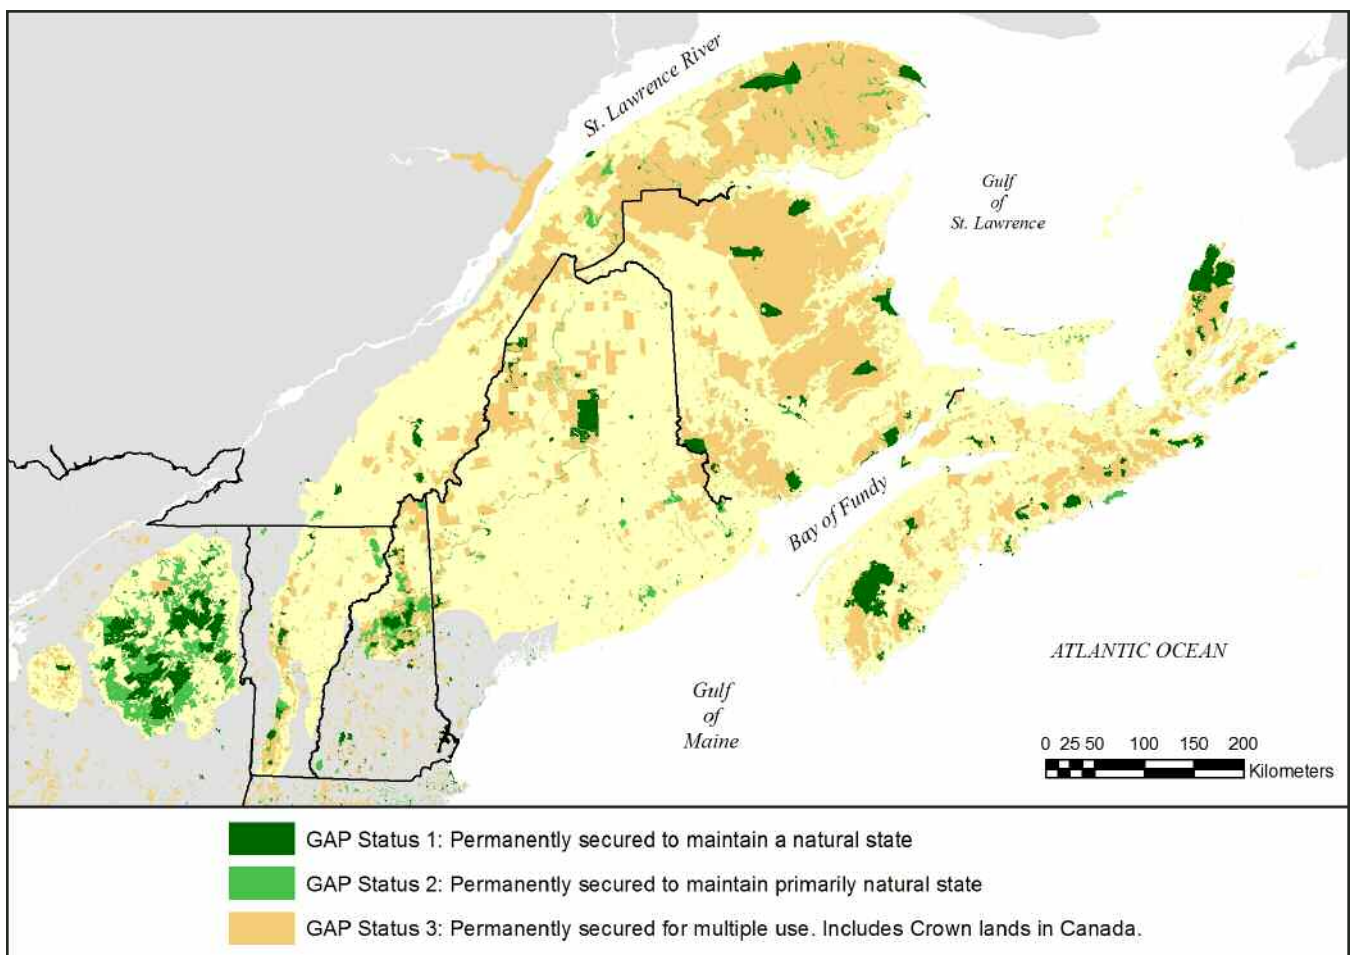 St. Lawrence River
Gulf
of
St. Lawrence
Bay of Fundy
ATLANTIC OCEAN
Gulf
of
Maine
0 25 50 100 150 200
Kilometers
GAP Status 1: Permanently secured to maintain a natural state
GAP Status 2: Permanently secured to maintain primarily natural state
GAP Status 3: Permanently secured for multiple use. Includes Crown lands in Canada.